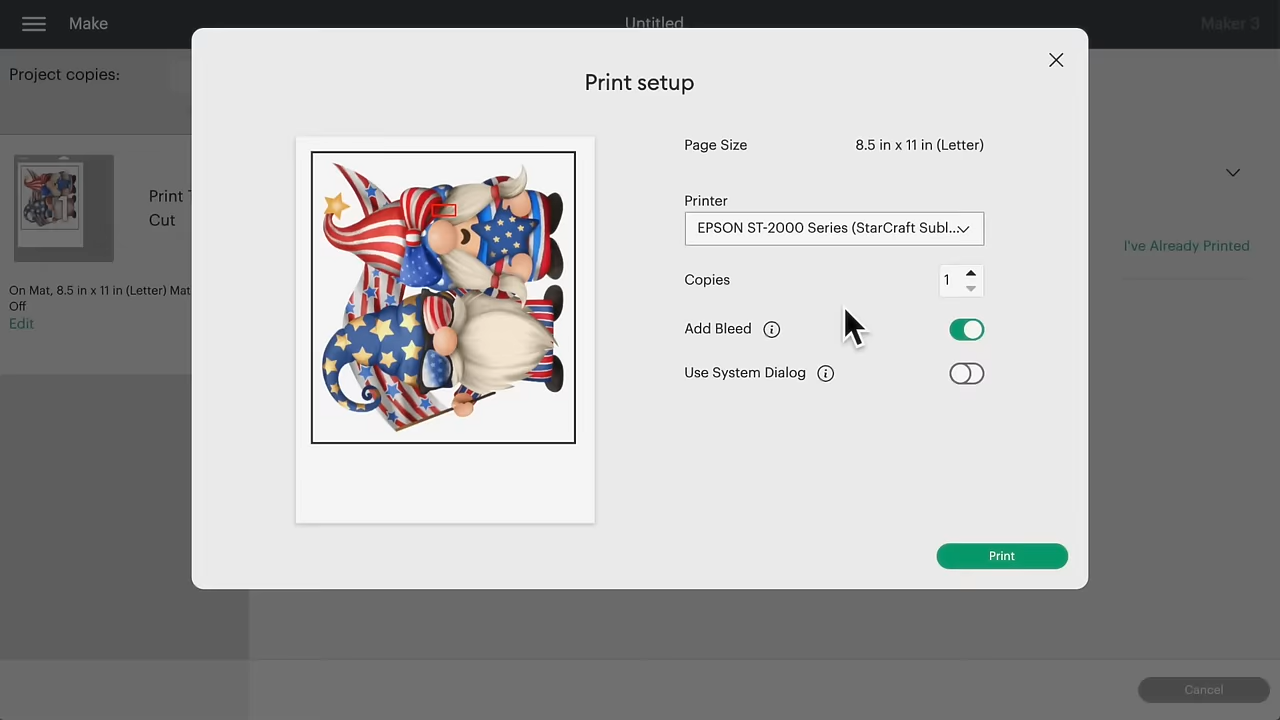 Make
Untitled
Maker 3
Project copies:
Print setup
Page Size
8.5 in x 11 in (Letter)
Printer
EPSON ST-2000 Series (StarCraft Subl...
Copies
1
Add Bleed
Use System Dialog
Print
Print
Cut
On Mat, 8.5 in x 11 in (Letter) Mat
Off
Edit
I've Already Printed
Cancel